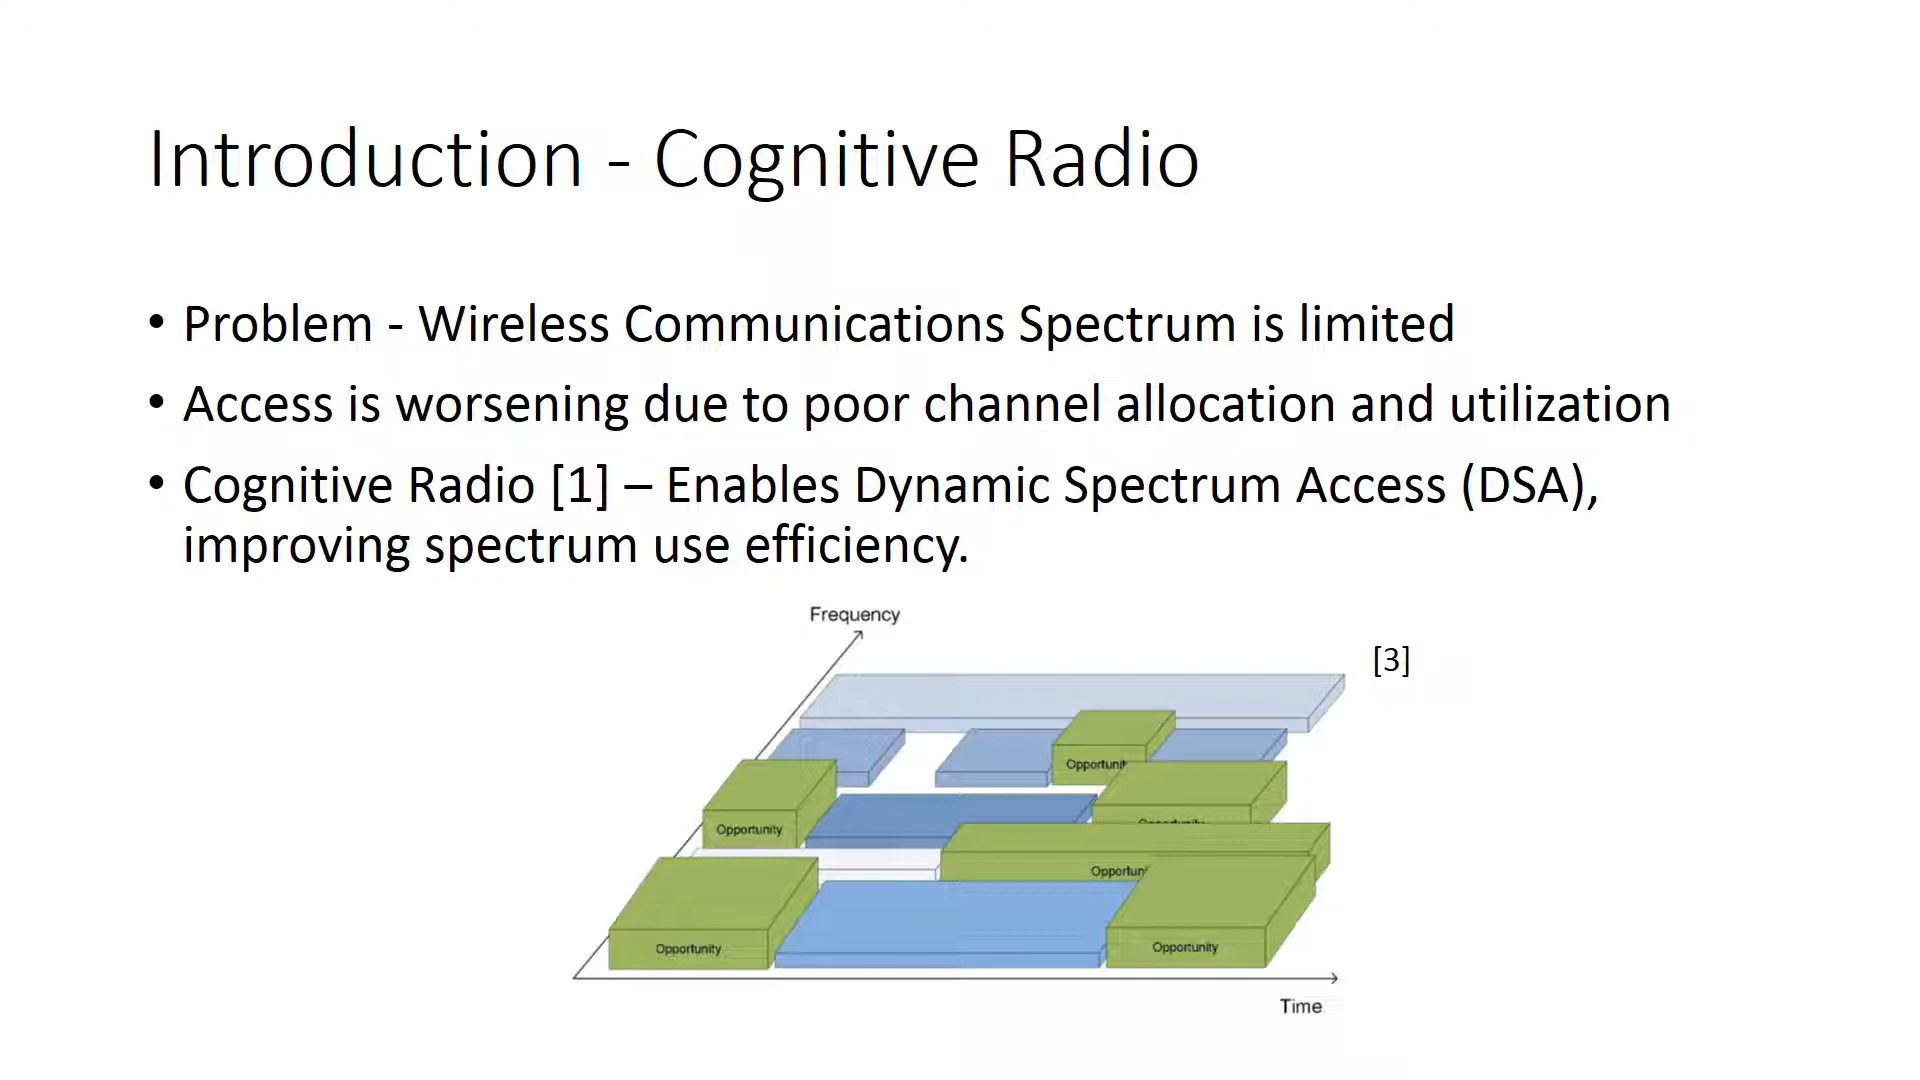 Introduction - Cognitive Radio
• Problem - Wireless Communications Spectrum is limited
• Access is worsening due to poor channel allocation and utilization
• Cognitive Radio [1] – Enables Dynamic Spectrum Access (DSA),
improving spectrum use efficiency.
Frequency
[3]
Opportunity
Opportunity
Opportunity
Opportunity
Time